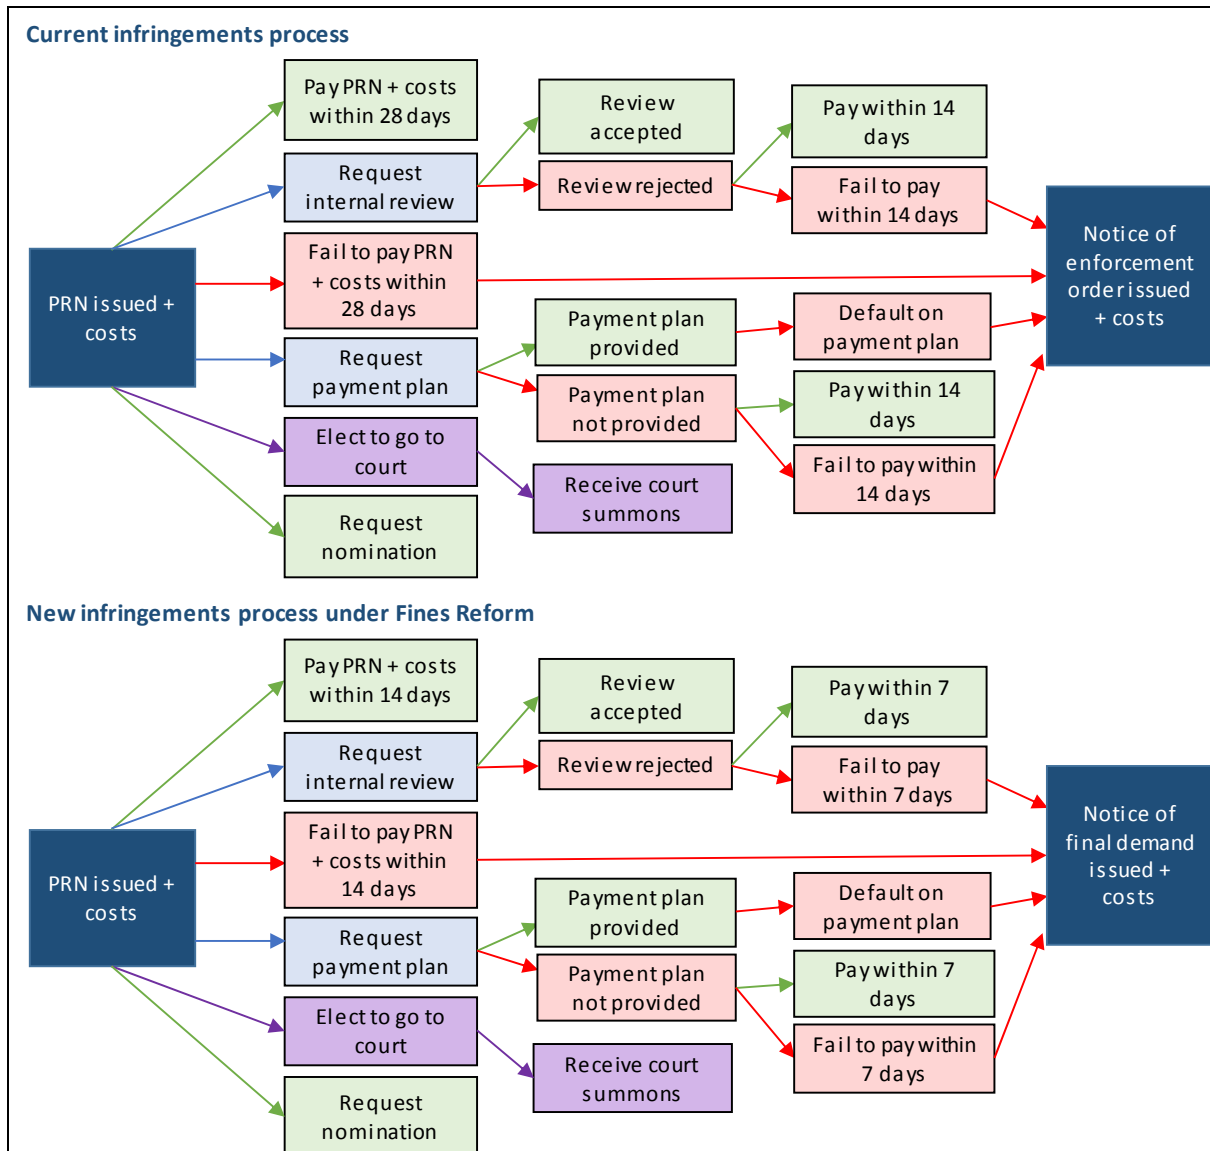 Current infringements process
Pay PRN + costs
within 28 days
Review
accepted
Pay within 14
days
Request
internal review
Review rejected
Fail to pay
within 14 days
Fail to pay PRN
+ costs within
28 days
PRN issued +
costs
Notice of
enforcement
order issued
+ costs
Request
payment plan
Payment plan
provided
Default on
payment plan
Payment plan
not provided
Pay within 14
days
Fail to pay within
14 days
Elect to go to
court
Receive court
summons
Request
nomination
New infringements process under Fines Reform
Pay PRN + costs
within 14 days
Review
accepted
Pay within 7
days
Request
internal review
Review rejected
Fail to pay
within 7 days
Fail to pay PRN
+ costs within
14 days
PRN issued +
costs
Notice of
final demand
issued +
costs
Request
payment plan
Payment plan
provided
Default on
payment plan
Payment plan
not provided
Pay within 7
days
Fail to pay within
7 days
Elect to go to
court
Receive court
summons
Request
nomination